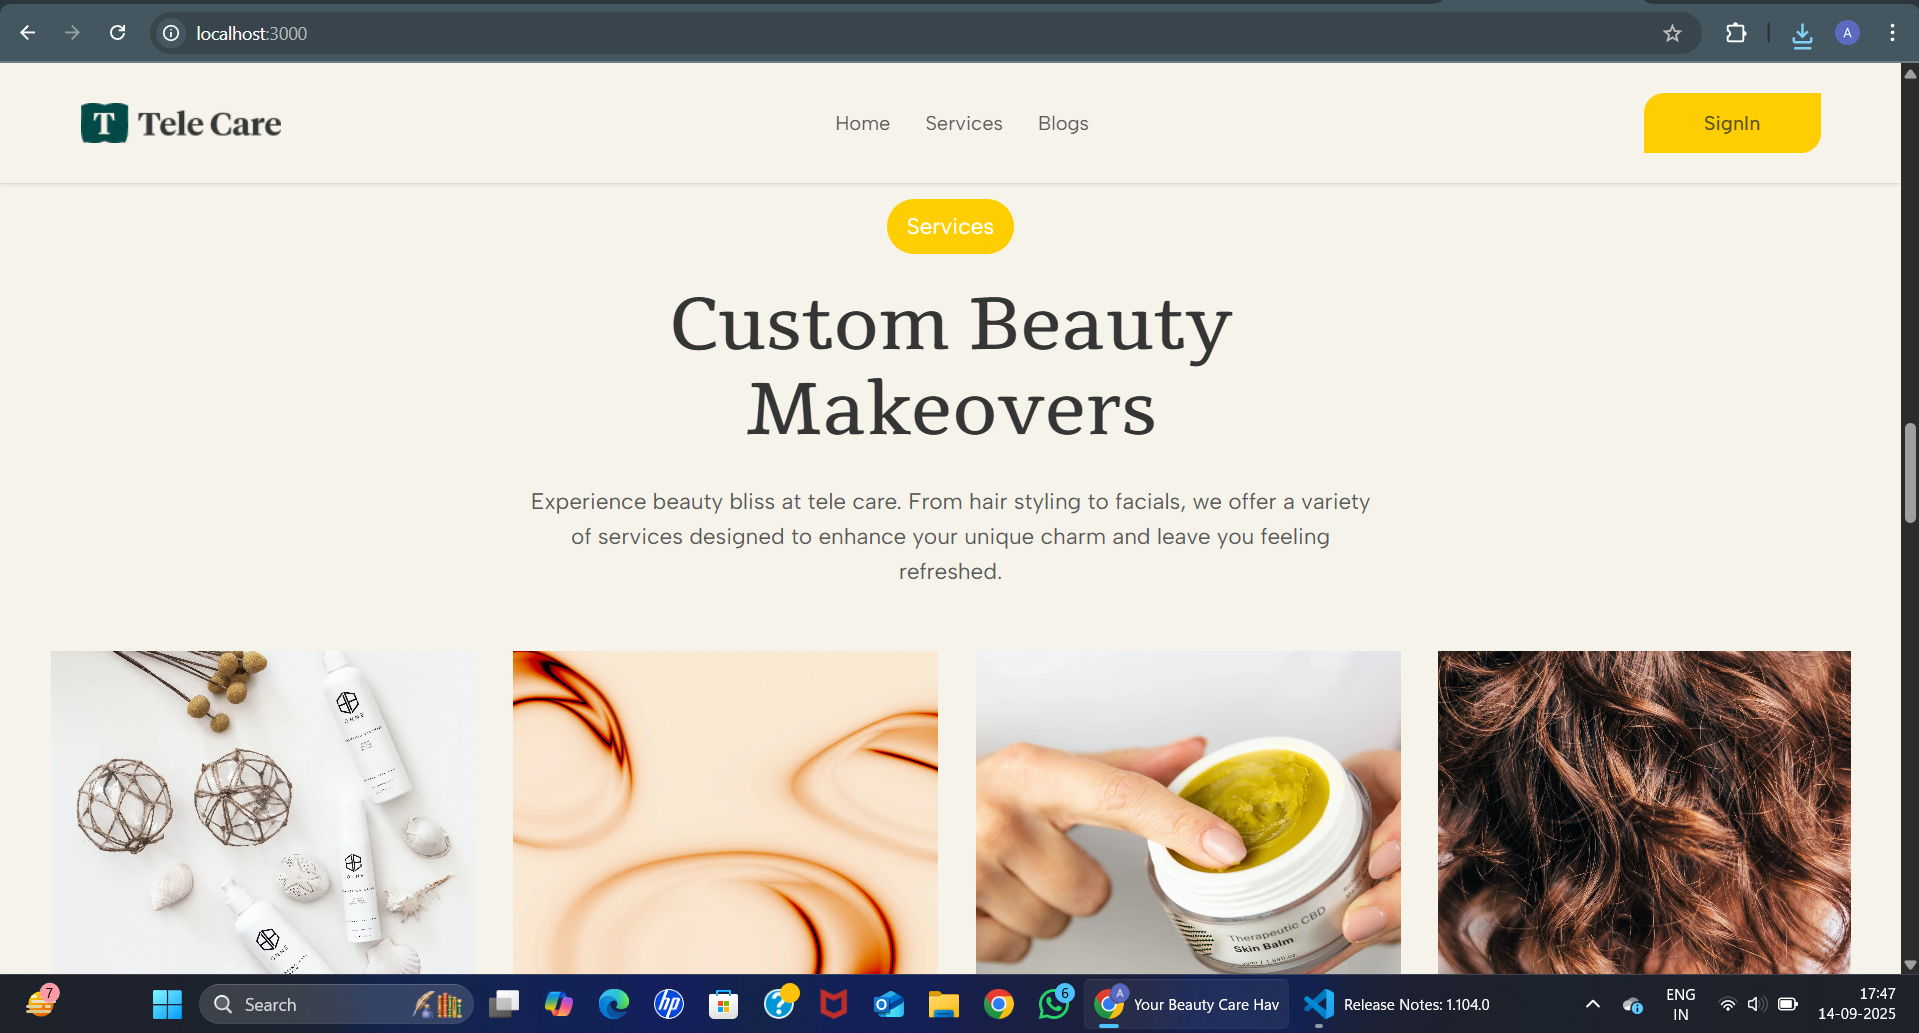 localhost:3000
A
T Tele Care
Home Services Blogs
SignIn
Services
Custom Beauty
Makeovers
Experience beauty bliss at tele care. From hair styling to facials, we offer a variety
of services designed to enhance your unique charm and leave you feeling
refreshed.
Therapeutic CBD
Skin Balm
7
Search
hp
6
A
Your Beauty Care Hav
Release Notes: 1.104.0
ENG
IN
17:47
14-09-2025